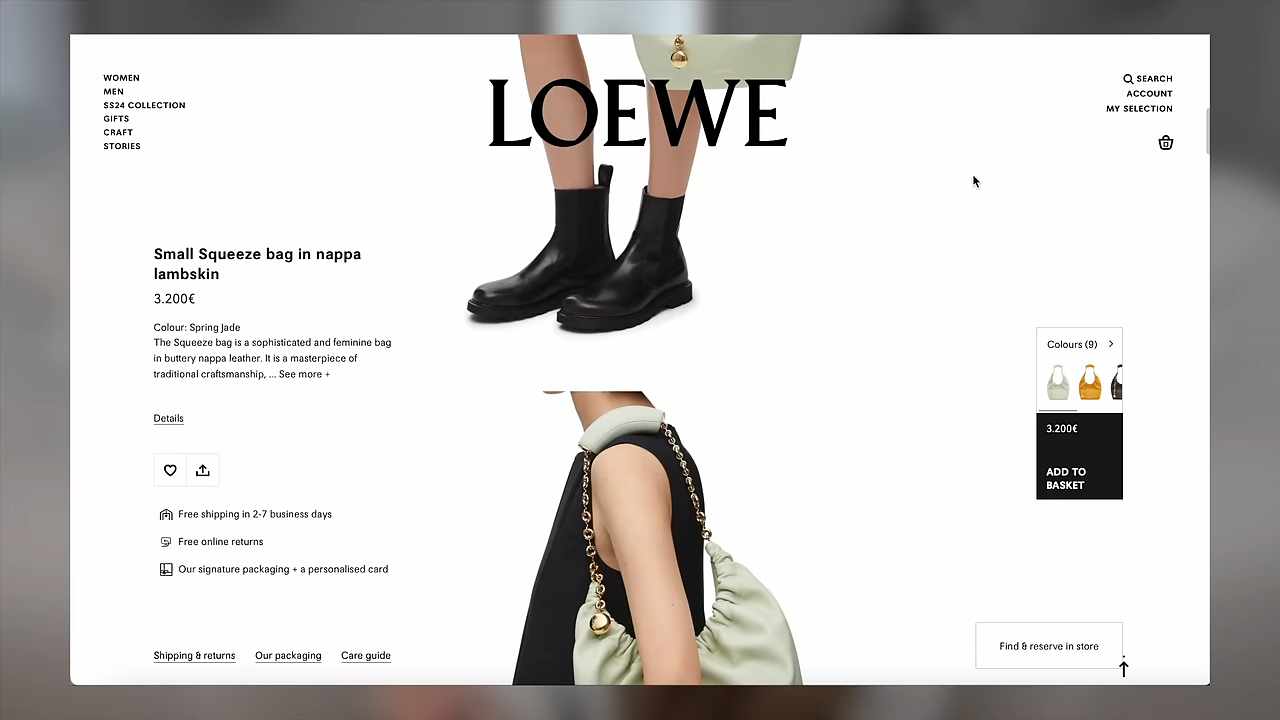 WOMEN
MEN
SS24 COLLECTION
GIFTS
CRAFT
STORIES
LOEWE
SEARCH
ACCOUNT
MY SELECTION
Small Squeeze bag in nappa
lambskin
3.200€
Colour: Spring Jade
The Squeeze bag is a sophisticated and feminine bag
in buttery nappa leather. It is a masterpiece of
traditional craftsmanship, ... See more +
Details
Free shipping in 2-7 business days
Free online returns
Our signature packaging + a personalised card
Shipping & returns Our packaging Care guide
Colours (9)
3.200€
ADD TO
BASKET
Find & reserve in store